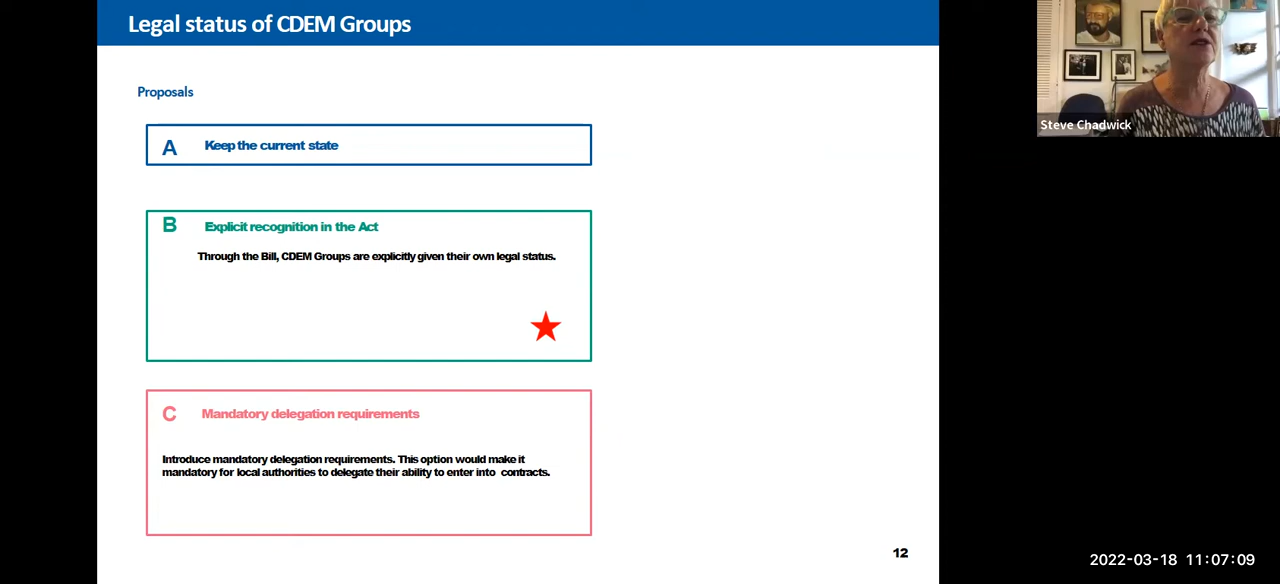 Legal status of CDEM Groups
Proposals
A Keep the current state
B Explicit recognition in the Act
Through the Bill, CDEM Groups are explicitly given their own legal status.
C Mandatory delegation requirements
Introduce mandatory delegation requirements. This option would make it
mandatory for local authorities to delegate their ability to enter into contracts.
12
Steve Chadwick
2022-03-18 11:07:09